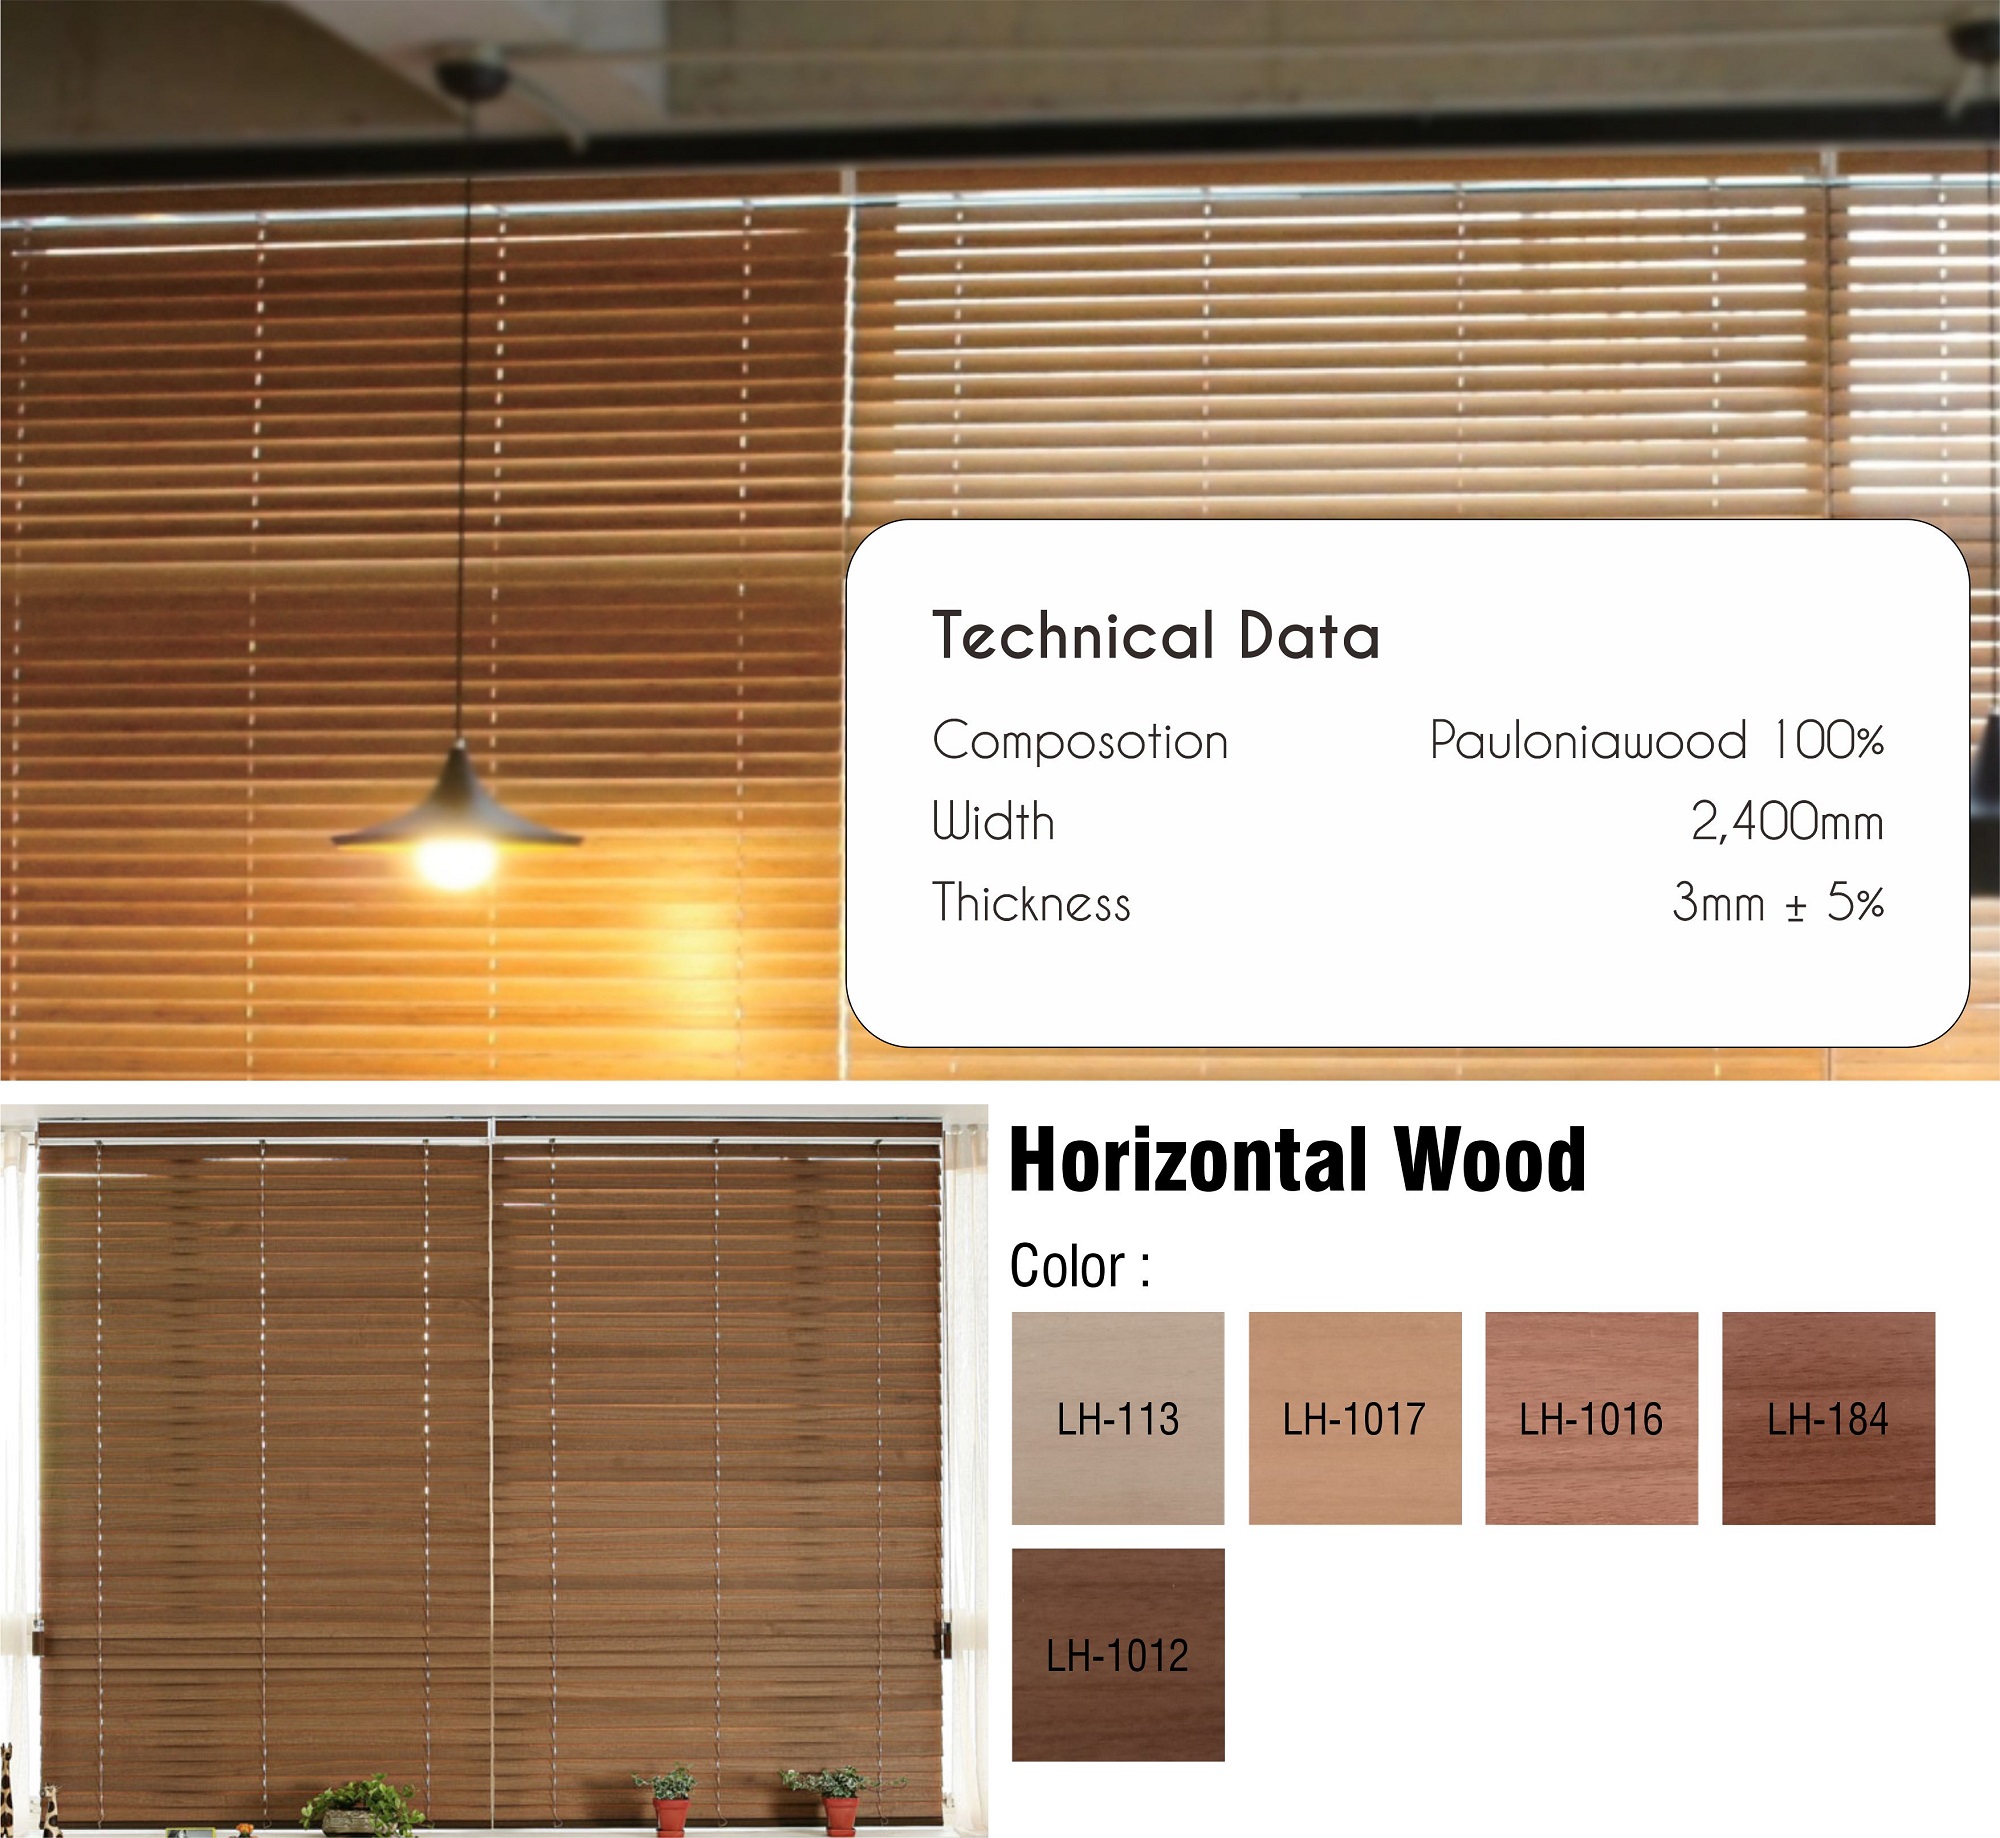 Technical Data
Composotion Pauloniawood 100%
Width 2,400mm
Thickness 3mm ± 5%
Horizontal Wood
Color :
LH-113 LH-1017 LH-1016 LH-184
LH-1012